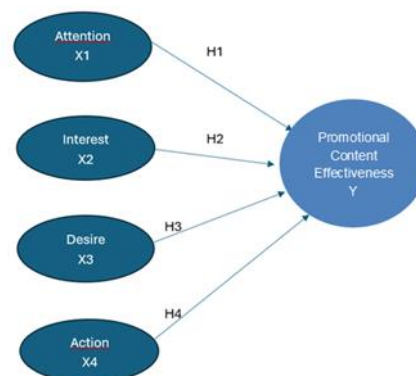 Attention
X1
H1
Interest
X2
H2
Promotional
Content
Effectiveness
Y
Desire
X3
H3
H4
Action
X4